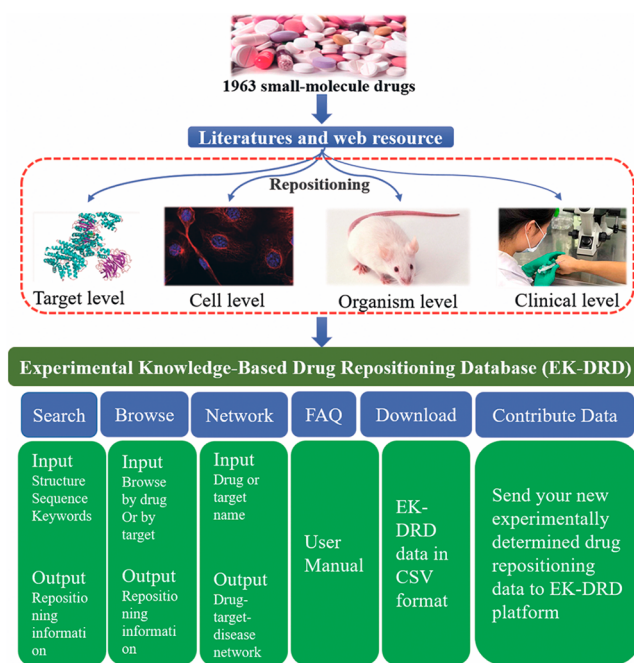 1963 small-molecule drugs
Literatures and web resource
Repositioning
Target level
Cell level
Organism level
Clinical level
Experimental Knowledge-Based Drug Repositioning Database (EK-DRD)
Search
Browse
Network
FAQ
Download
Contribute Data
Input
Structure
Sequence
Keywords
Output
Repositio
ning
informati
on
Input
Browse
by drug
Or by
target
Output
Repositio
ning
informati
on
Input
Drug or
target
name
Output
Drug-
target-
disease
network
User
Manual
EK-
DRD
data in
CSV
format
Send your new
experimentally
determined drug
repositioning
data to EK-DRD
platform